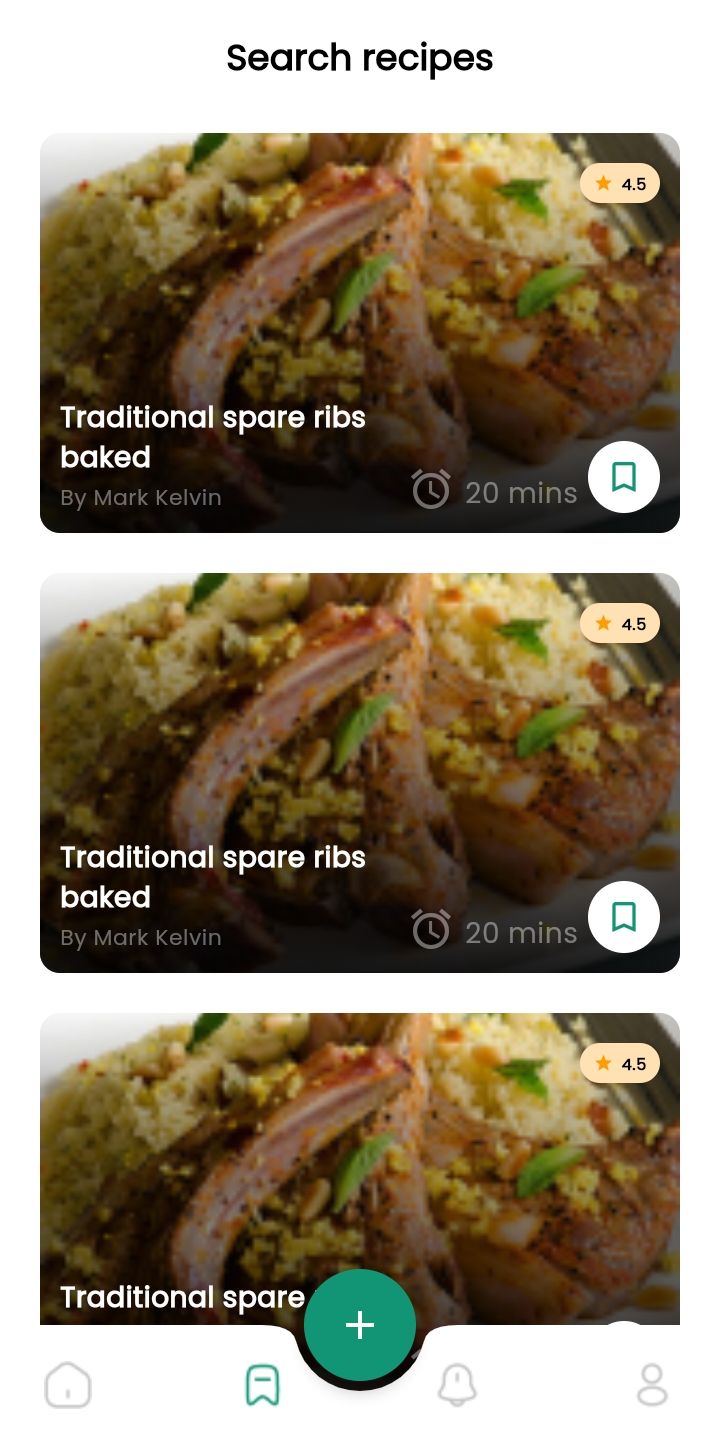 Search recipes
4.5
Traditional spare ribs
baked
By Mark Kelvin
20 mins
4.5
Traditional spare ribs
baked
By Mark Kelvin
20 mins
4.5
Traditional spare